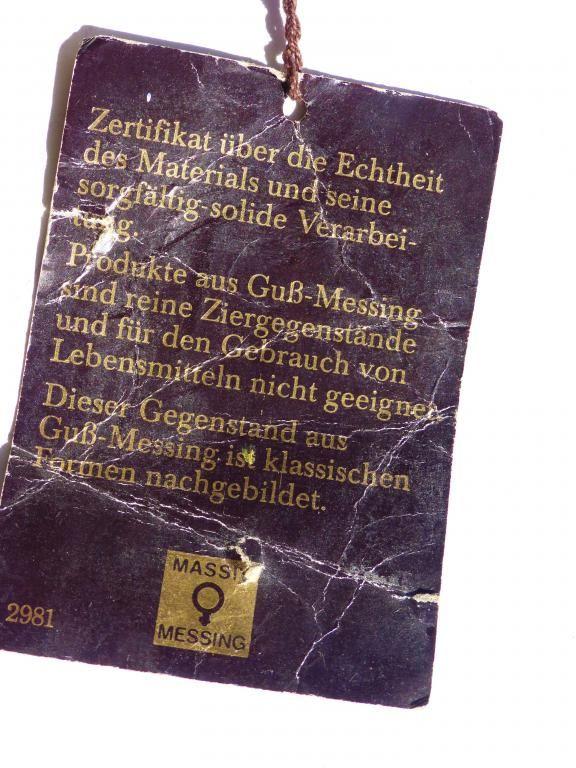 Zertifikat über die Echtheit
des Materials und seine
sorgfältig-solide Verarbei-
tung.
Produkte aus Guß-Messing
sind reine Ziergegenstände
und für den Gebrauch von
Lebensmitteln nicht geeignet
Dieser Gegenstand aus
Guß-Messing ist klassischen
Formen nachgebildet.
MASSIV
MESSING
2981